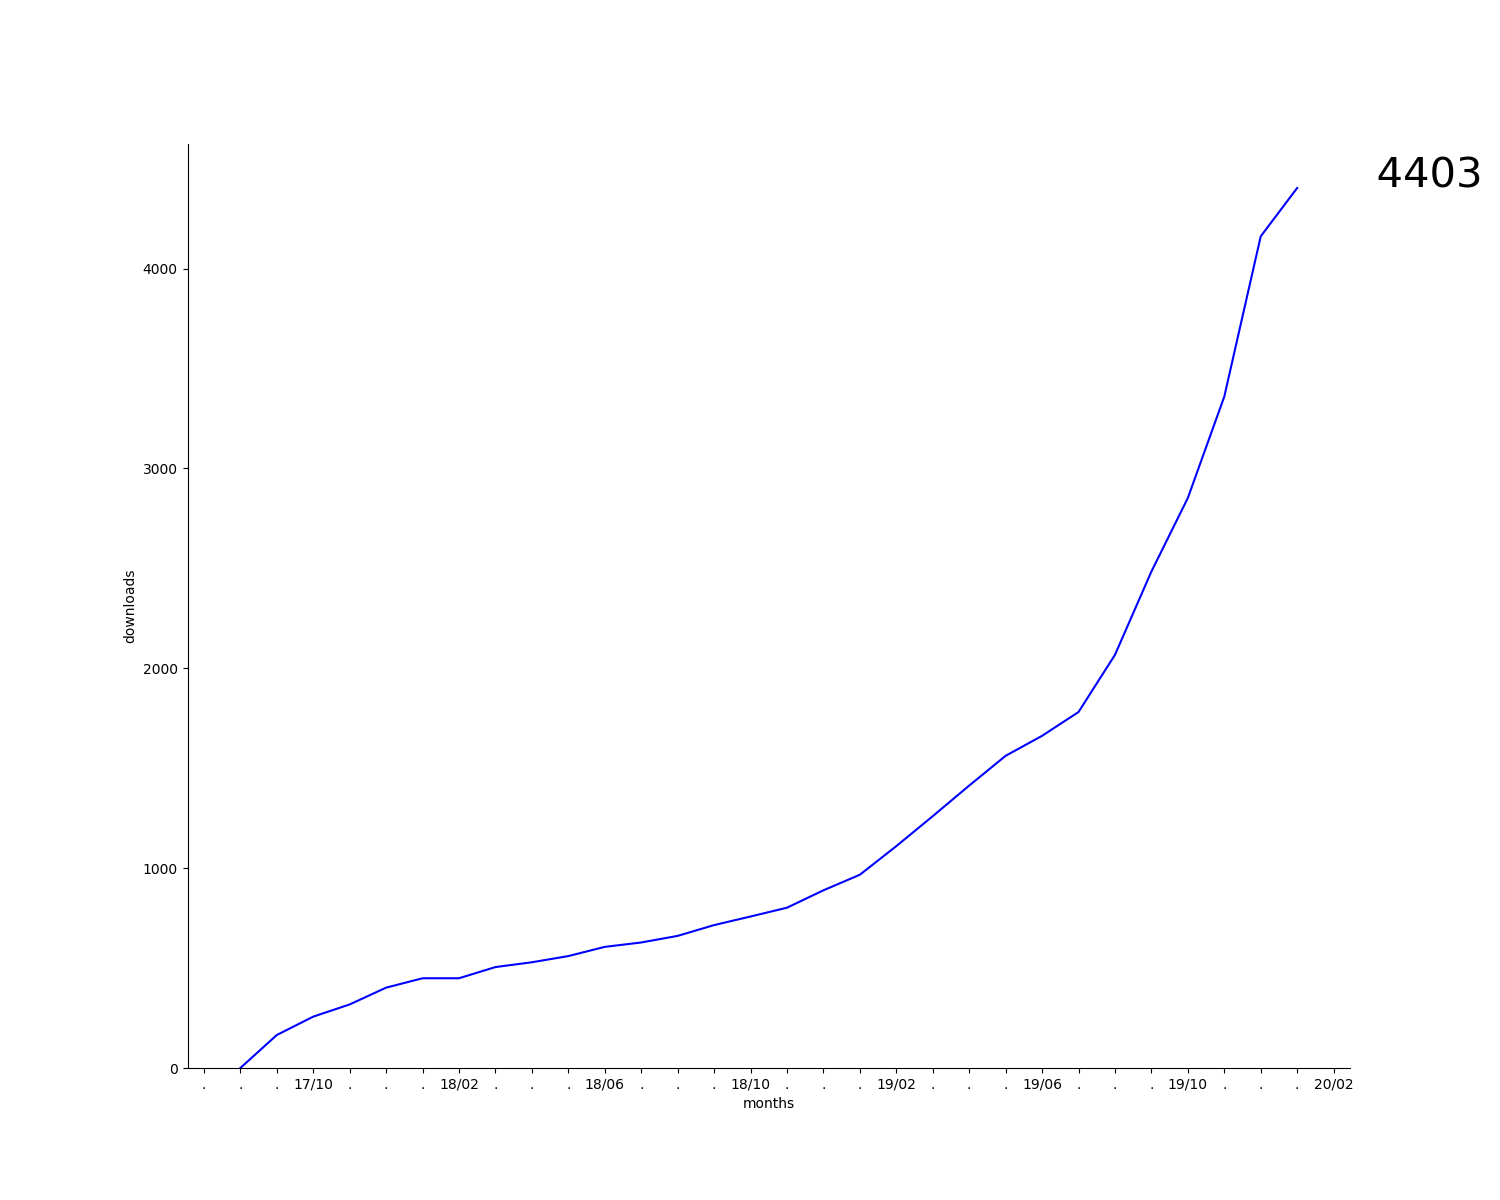 4403
4000
3000
2000
1000
0
downloads
. . . 17/10 . . . 18/02 . . . 18/06 . . . 18/10 . . . 19/02 . . . 19/06 . . . 19/10 . . . 20/02
months